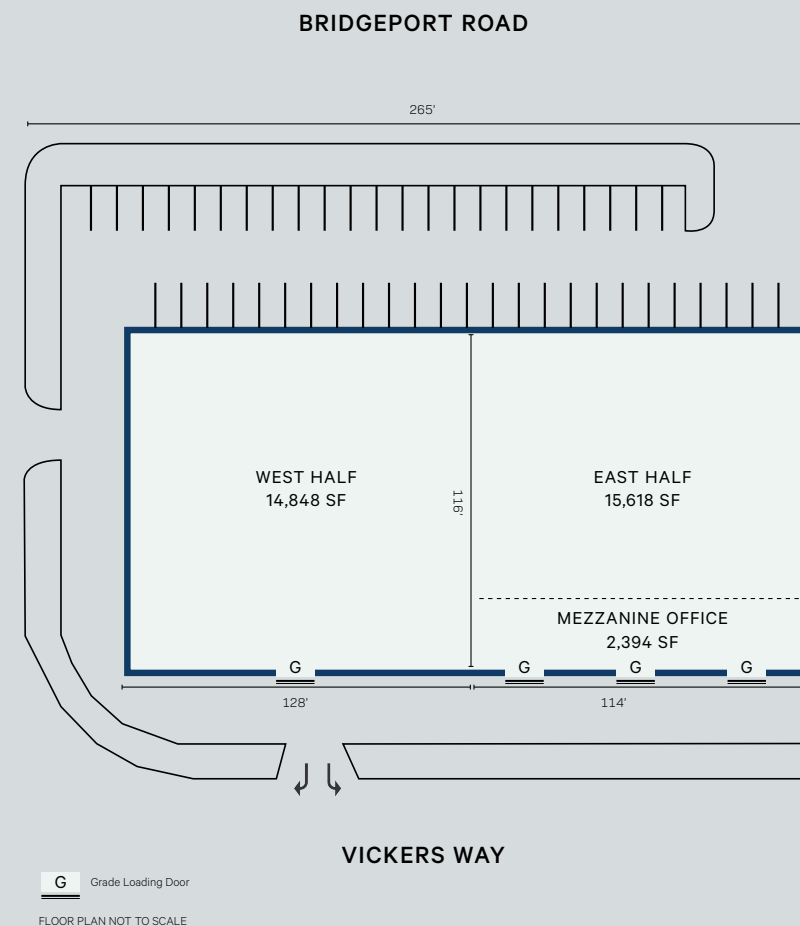 BRIDGEPORT ROAD
265'
WEST HALF
14,848 SF
116'
EAST HALF
15,618 SF
MEZZANINE OFFICE
2,394 SF
G
G
G
G
128'
114'
VICKERS WAY
G
Grade Loading Door
FLOOR PLAN NOT TO SCALE